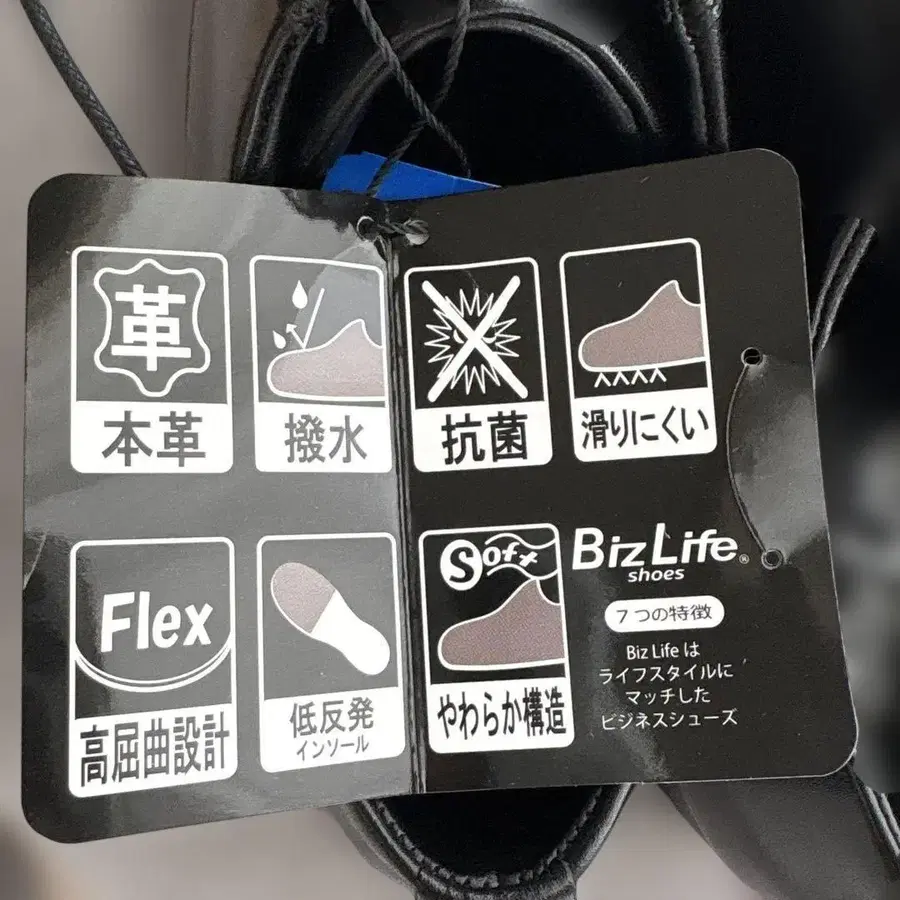 革
本革
撥水
抗菌
滑りにくい
Flex
高屈曲設計
低反発
インソール
Soft
やわらか構造
BizLife®
shoes
7つの特徴
Biz Life は
ライフスタイルに
マッチした
ビジネスシューズ